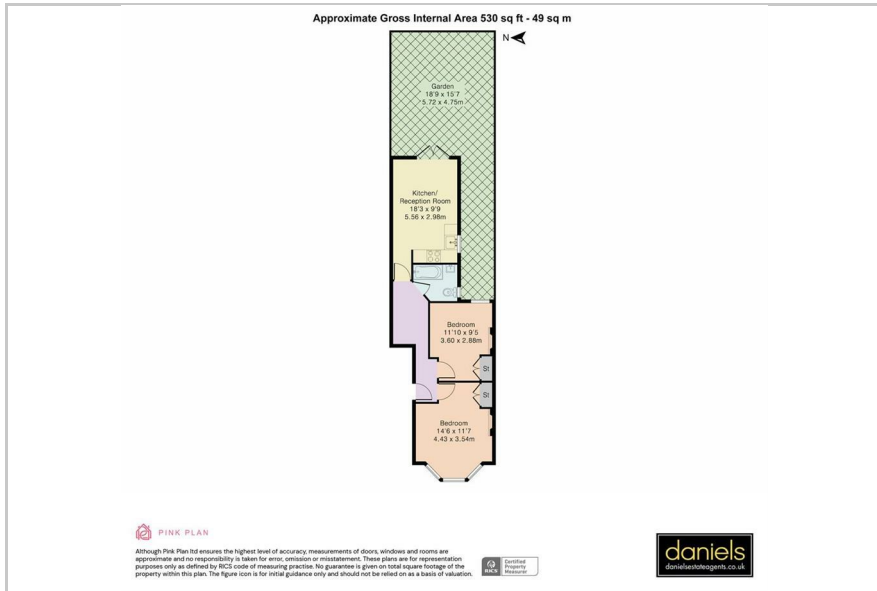 Approximate Gross Internal Area 530 sq ft - 49 sq m
N
Garden
18'9 x 15'7
5.72 x 4.75m
Kitchen/
Reception Room
18'3 x 9'9
5.56 x 2.98m
Bedroom
11'10 x 9'5
3.60 x 2.88m
St
St
Bedroom
14'6 x 11'7
4.43 x 3.54m
PINK PLAN
Although Pink Plan ltd ensures the highest level of accuracy, measurements of doors, windows and rooms are
approximate and no responsibility is taken for error, omission or misstatement. These plans are for representation
purposes only as defined by RICS code of measuring practise. No guarantee is given on total square footage of the
property within this plan. The figure icon is for initial guidance only and should not be relied on as a basis of valuation.
RICS
Certified
Property
Measurer
daniels
danielsestateagents.co.uk